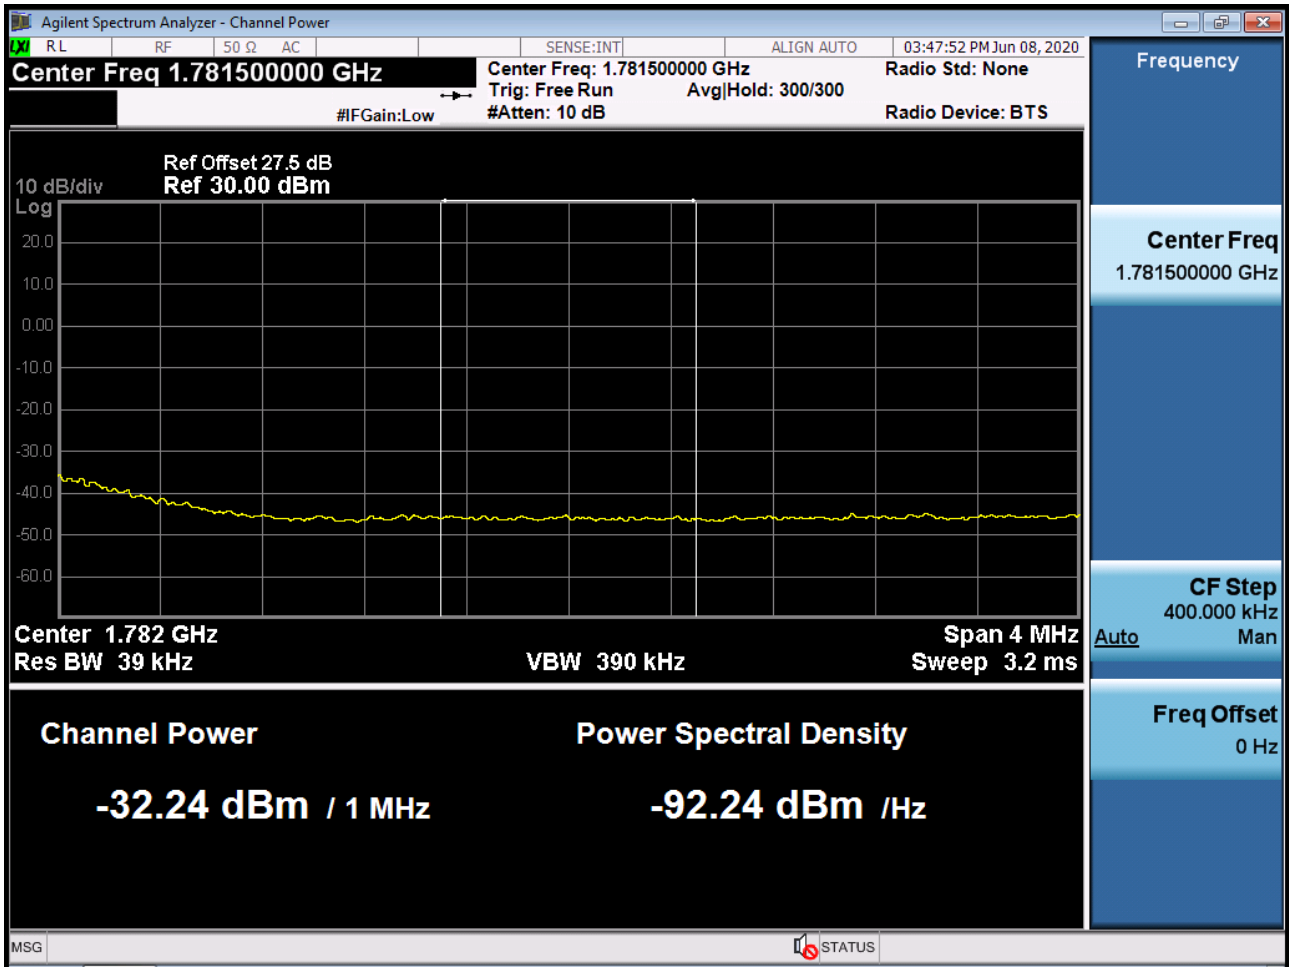 Agilent Spectrum Analyzer - Channel Power
LXI RL RF 50 Ω AC SENSE:INT ALIGN AUTO 03:47:52 PM Jun 08, 2020
Center Freq 1.781500000 GHz
Center Freq: 1.781500000 GHz Radio Std: None
Trig: Free Run Avg|Hold: 300/300
#IFGain:Low #Atten: 10 dB Radio Device: BTS
Ref Offset 27.5 dB
10 dB/div Ref 30.00 dBm
Log
20.0
10.0
0.00
-10.0
-20.0
-30.0
-40.0
-50.0
-60.0
Center 1.782 GHz Span 4 MHz
Res BW 39 kHz VBW 390 kHz Sweep 3.2 ms
Channel Power Power Spectral Density
-32.24 dBm / 1 MHz -92.24 dBm /Hz
Frequency
Center Freq
1.781500000 GHz
CF Step
400.000 kHz
Auto Man
Freq Offset
0 Hz
MSG STATUS